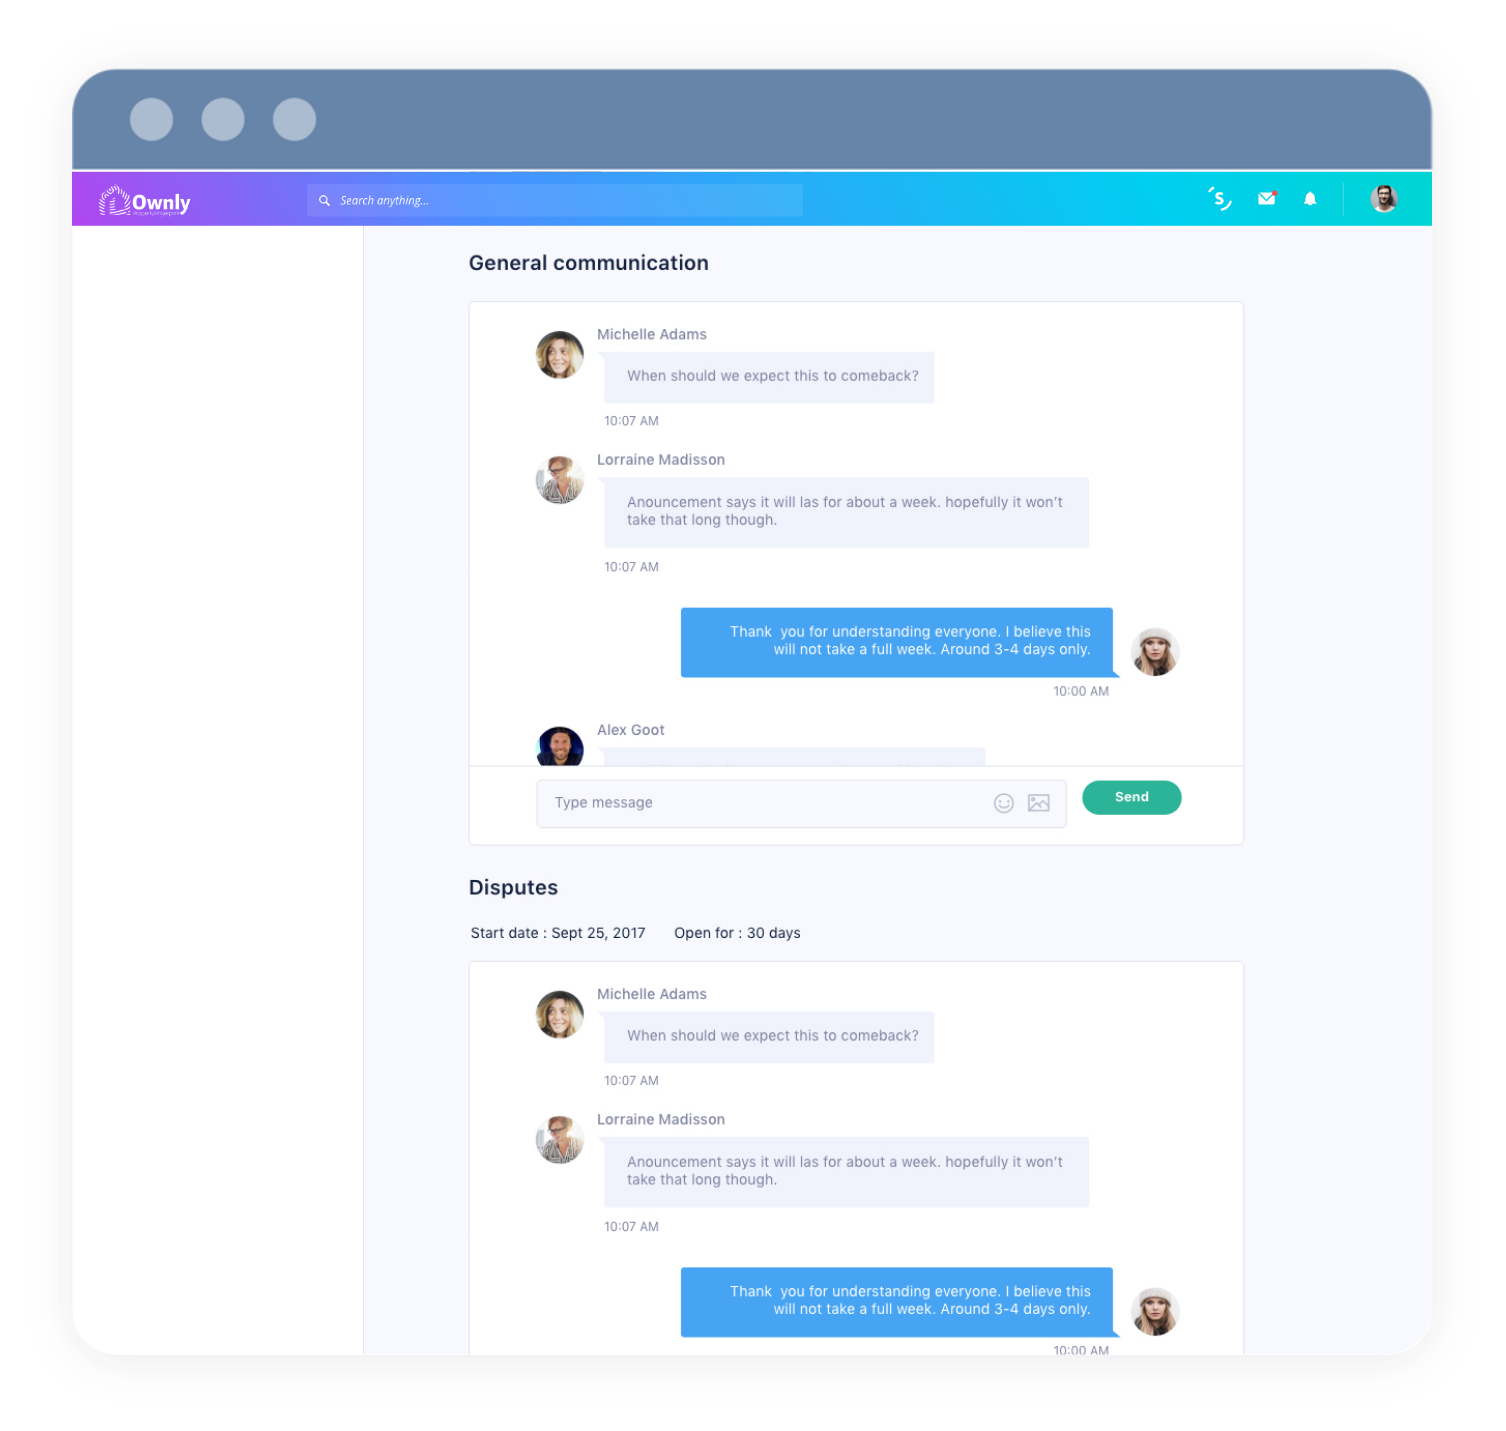 Ownly
Search anything...
General communication
Michelle Adams
When should we expect this to comeback?
10:07 AM
Lorraine Madisson
Anouncement says it will las for about a week. hopefully it won't
take that long though.
10:07 AM
Thank  you for understanding everyone. I believe this
will not take a full week. Around 3-4 days only.
10:00 AM
Alex Goot
Type message
Send
Disputes
Start date : Sept 25, 2017
Open for : 30 days
Michelle Adams
When should we expect this to comeback?
10:07 AM
Lorraine Madisson
Anouncement says it will las for about a week. hopefully it won't
take that long though.
10:07 AM
Thank  you for understanding everyone. I believe this
will not take a full week. Around 3-4 days only.
10:00 AM